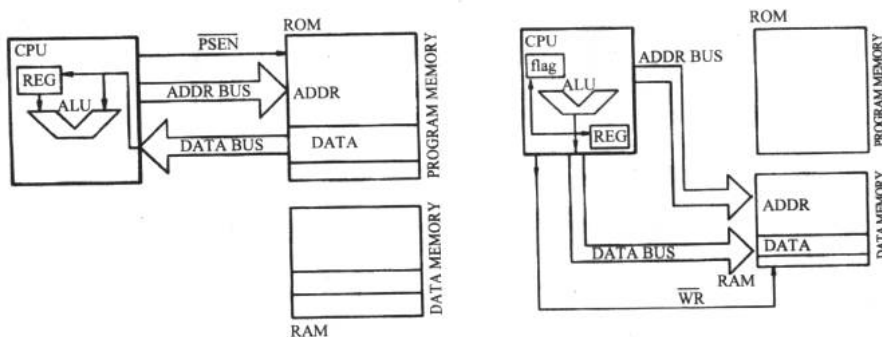 ROM
CPU
PSEN
REG
ALU
ADDR BUS
ADDR
DATA BUS
DATA
PROGRAM MEMORY
DATA MEMORY
RAM
ROM
CPU
flag
ADDR BUS
ALU
REG
PROGRAM MEMORY
ADDR
DATA
DATA BUS
RAM
DATA MEMORY
WR